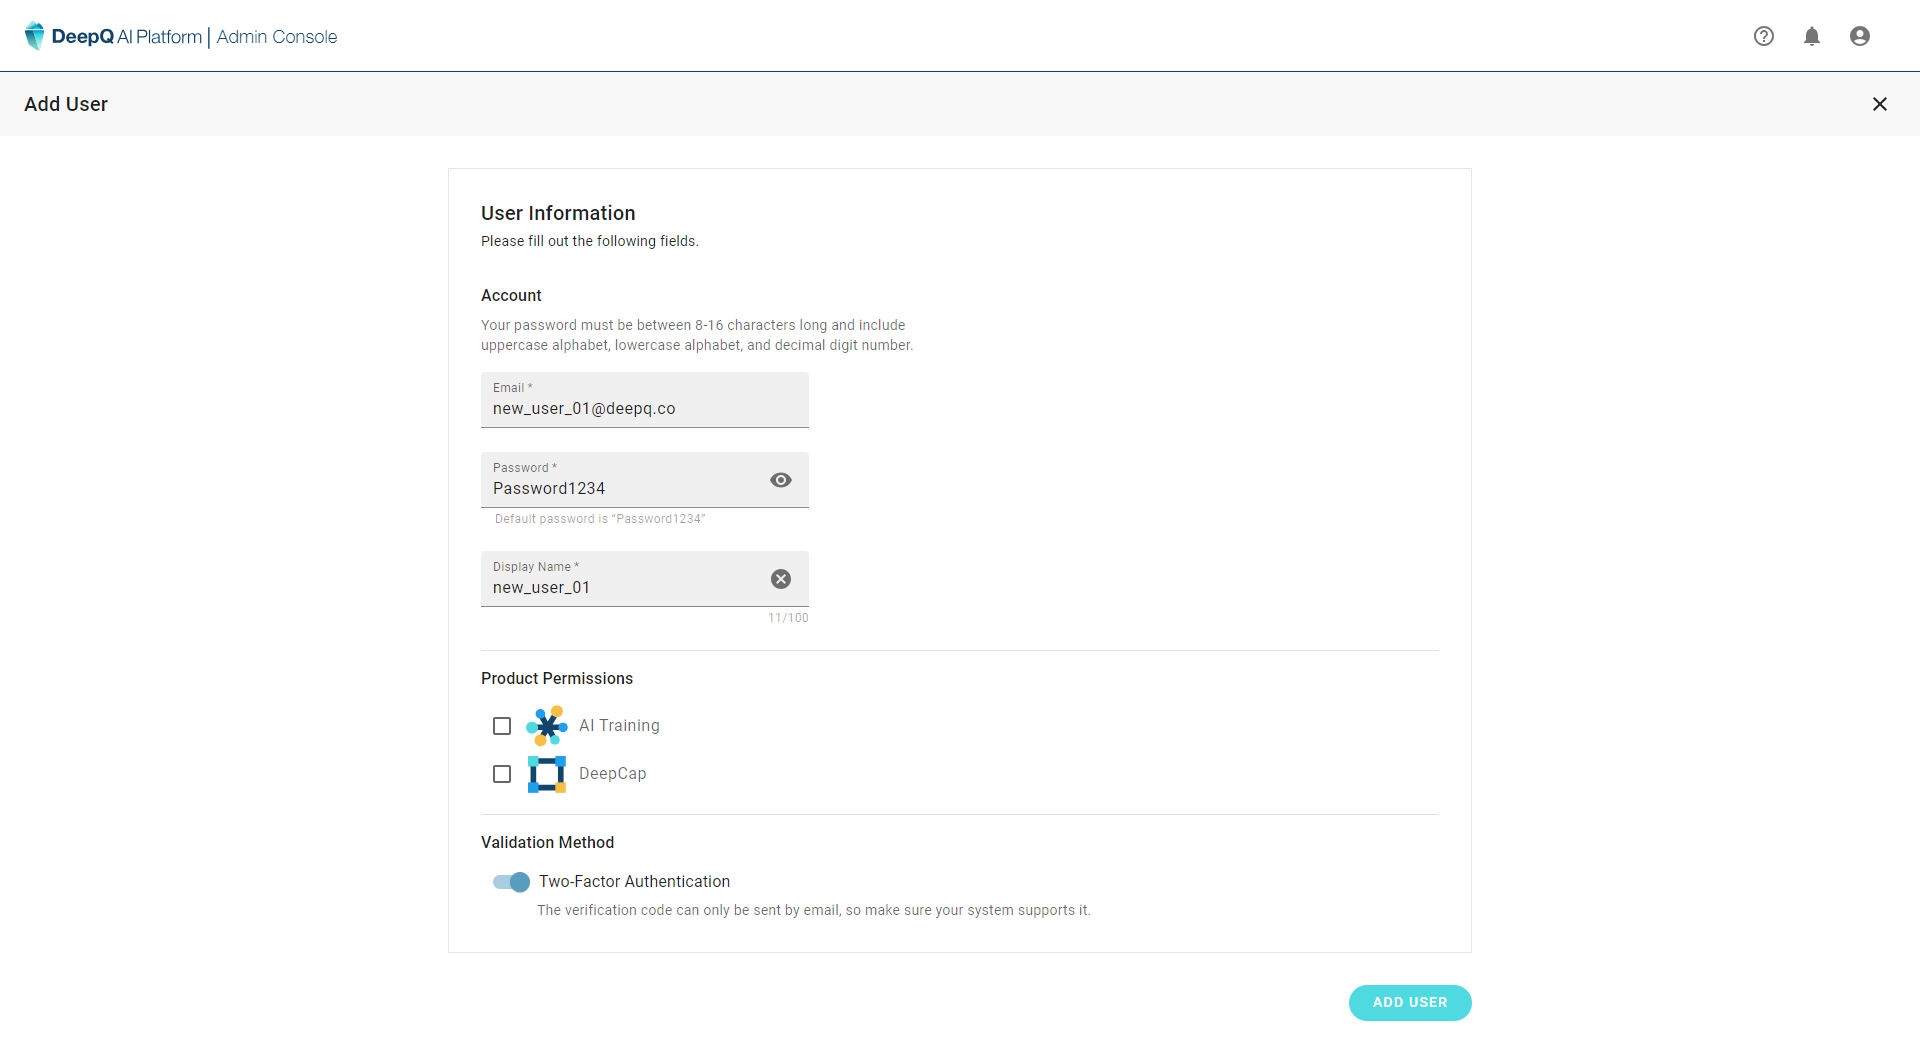 DeepQ AI Platform | Admin Console
Add User
User Information
Please fill out the following fields.
Account
Your password must be between 8-16 characters long and include
uppercase alphabet, lowercase alphabet, and decimal digit number.
Email *
new_user_01@deepq.co
Password *
Password1234
Default password is “Password1234”
Display Name *
new_user_01
11/100
Product Permissions
AI Training
DeepCap
Validation Method
Two-Factor Authentication
The verification code can only be sent by email, so make sure your system supports it.
ADD USER